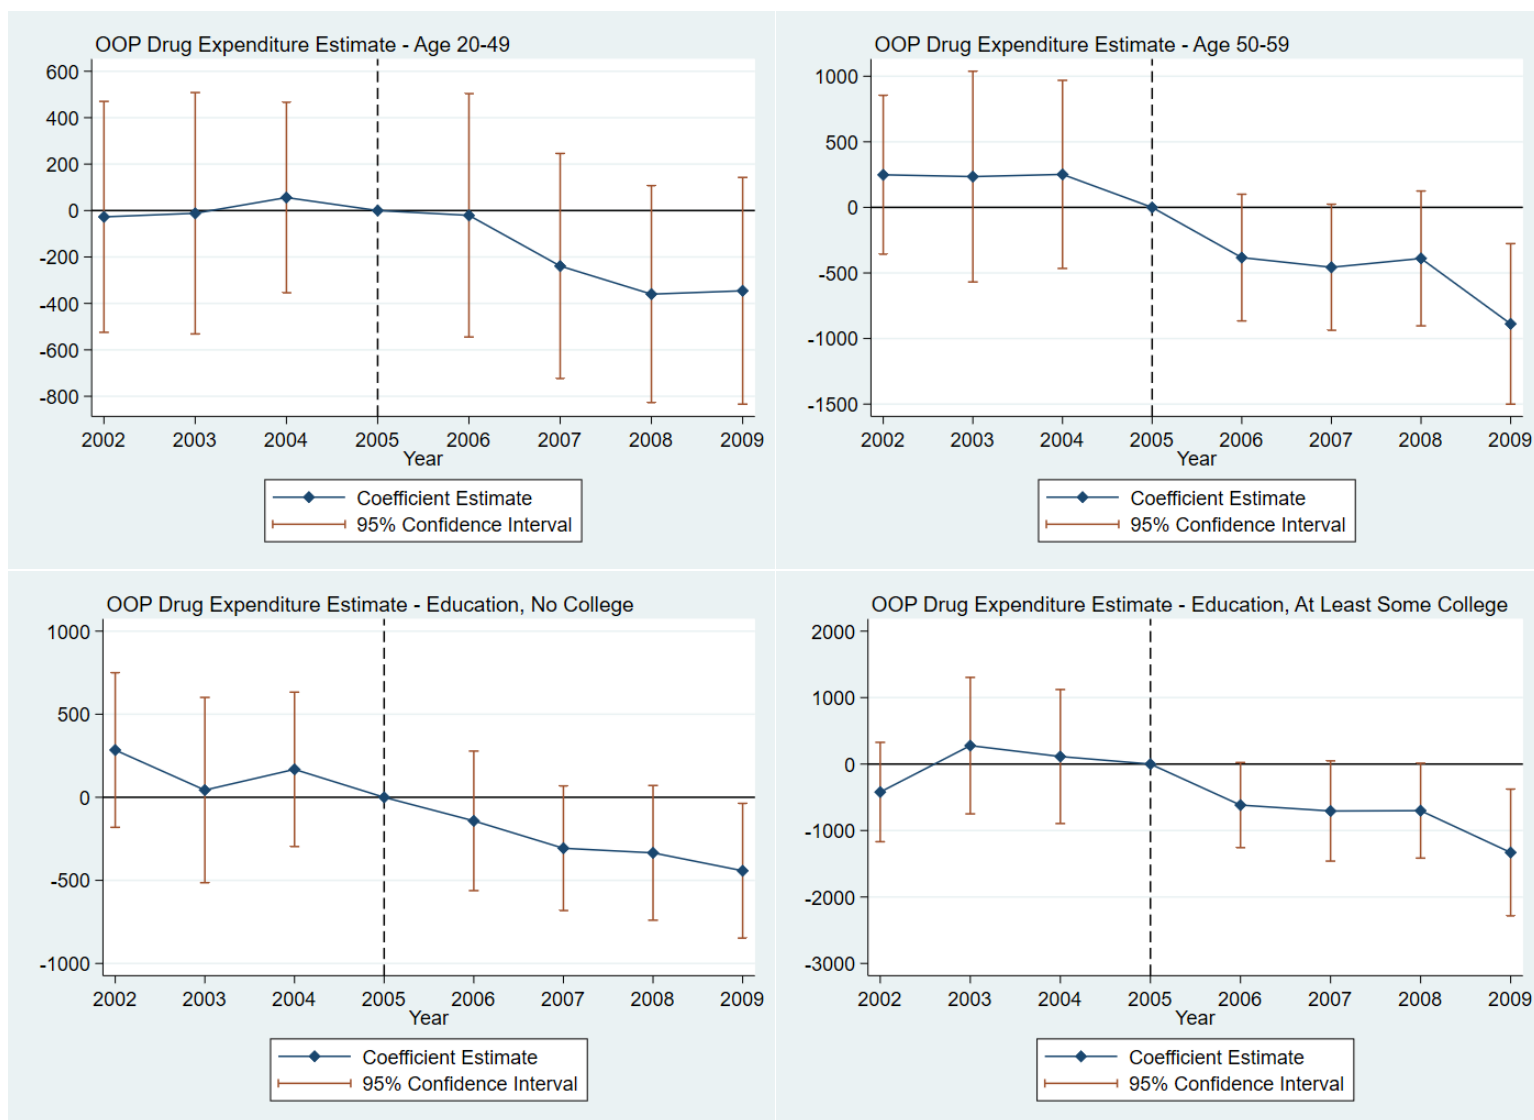 OOP Drug Expenditure Estimate - Age 20-49
600
400
200
0
-200
-400
-600
-800
2002 2003 2004 2005 2006 2007 2008 2009
Year
Coefficient Estimate
95% Confidence Interval
OOP Drug Expenditure Estimate - Age 50-59
1000
500
0
-500
-1000
-1500
2002 2003 2004 2005 2006 2007 2008 2009
Year
Coefficient Estimate
95% Confidence Interval
OOP Drug Expenditure Estimate - Education, No College
1000
500
0
-500
-1000
2002 2003 2004 2005 2006 2007 2008 2009
Year
Coefficient Estimate
95% Confidence Interval
OOP Drug Expenditure Estimate - Education, At Least Some College
2000
1000
0
-1000
-2000
-3000
2002 2003 2004 2005 2006 2007 2008 2009
Year
Coefficient Estimate
95% Confidence Interval